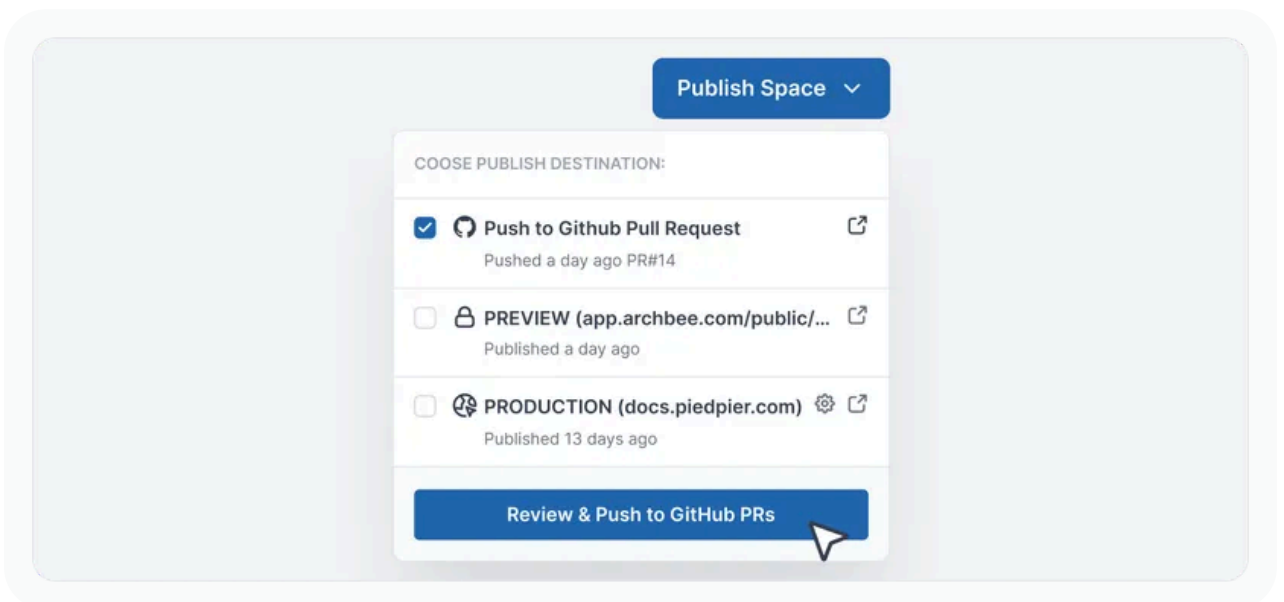 Publish Space
COOSE PUBLISH DESTINATION:
Push to Github Pull Request
Pushed a day ago PR#14
PREVIEW (app.archbee.com/public/...
Published a day ago
PRODUCTION (docs.piedpier.com)
Published 13 days ago
Review & Push to GitHub PRs